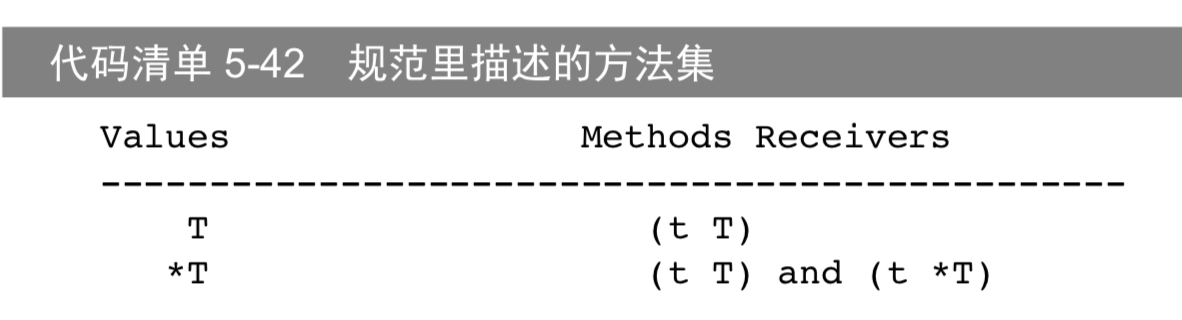 代码清单 5-42 规范里描述的方法集
Values Methods Receivers
-----------------------------------------------
T (t T)
*T (t T) and (t *T)